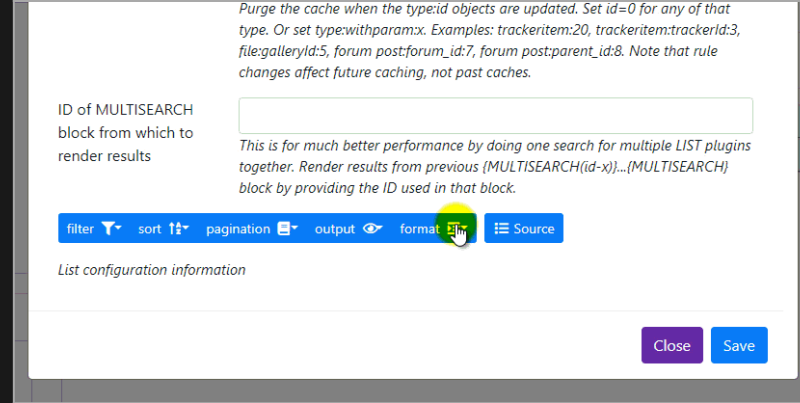 Purge the cache when the type:id objects are updated. Set id=0 for any of that
type. Or set type:withparam:x. Examples: trackeritem:20, trackeritem:trackerId:3,
file:galleryId:5, forum post:forum_id:7, forum post:parent_id:8. Note that rule
changes affect future caching, not past caches.
ID of MULTISEARCH
block from which to
render results
This is for much better performance by doing one search for multiple LIST plugins
together. Render results from previous {MULTISEARCH(id-x)}...{MULTISEARCH}
block by providing the ID used in that block.
filter sort pagination output format Source
List configuration information
Close Save